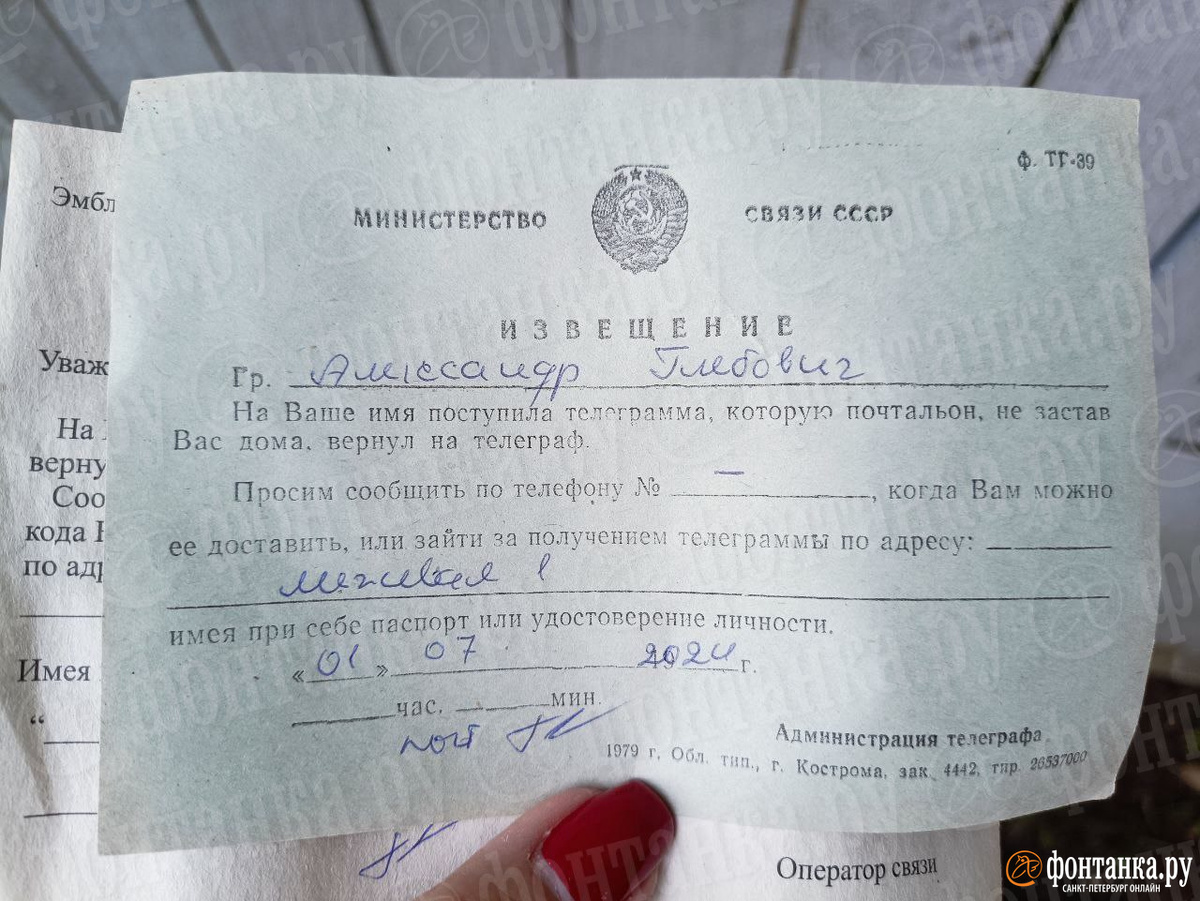 Ф. ТГ-39
МИНИСТЕРСТВО СВЯЗИ СССР
ИЗВЕЩЕНИЕ
Гр. Александр Глебович
На Ваше имя поступила телеграмма, которую почтальон, не застав
Вас дома, вернул на телеграф.
Просим сообщить по телефону № —, когда Вам можно
ее доставить, или зайти за получением телеграммы по адресу:
Межевая 1
имея при себе паспорт или удостоверение личности.
«01» 07 2024 г.
час. мин.
Администрация телеграфа
1979 г, Обл. тип., г. Кострома, зак 4442, тир. 26537000
Эмбл
Уваж
На
верну
Соо
кода
по адр
Имея
“
Оператор связи
фонтанка.ру
САНКТ-ПЕТЕРБУРГ ОНЛАЙН